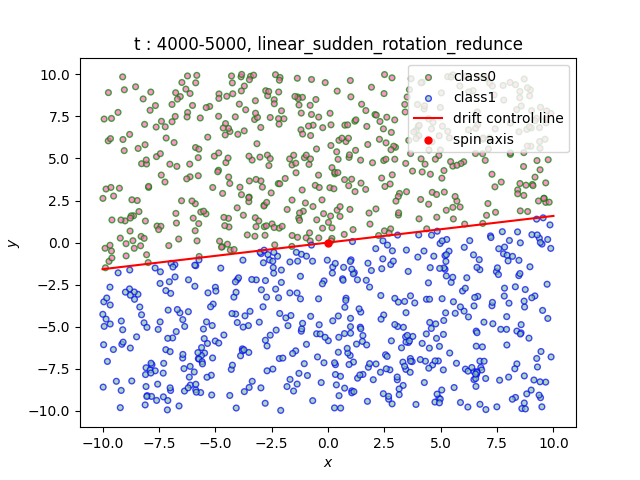 t : 4000-5000, linear_sudden_rotation_redunce
class0
class1
drift control line
spin axis
10.0
7.5
5.0
2.5
0.0
−2.5
−5.0
−7.5
−10.0
y
−10.0 −7.5 −5.0 −2.5 0.0 2.5 5.0 7.5 10.0
x